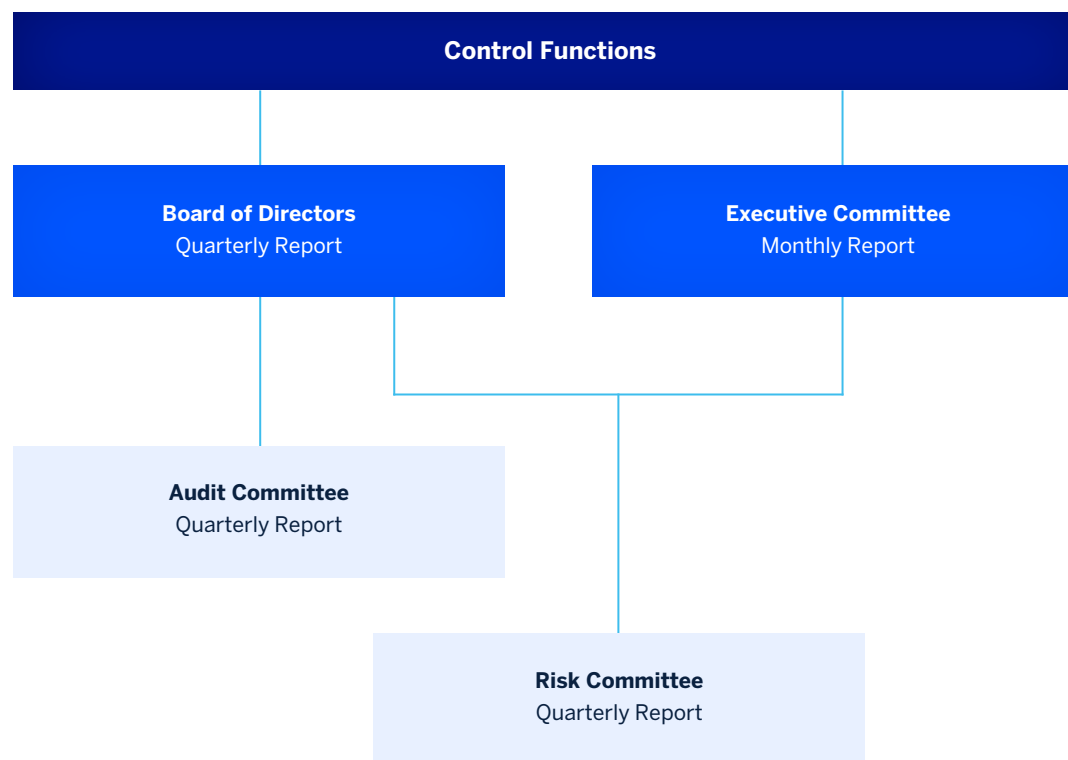 Control Functions
Board of Directors
Quarterly Report
Executive Committee
Monthly Report
Audit Committee
Quarterly Report
Risk Committee
Quarterly Report